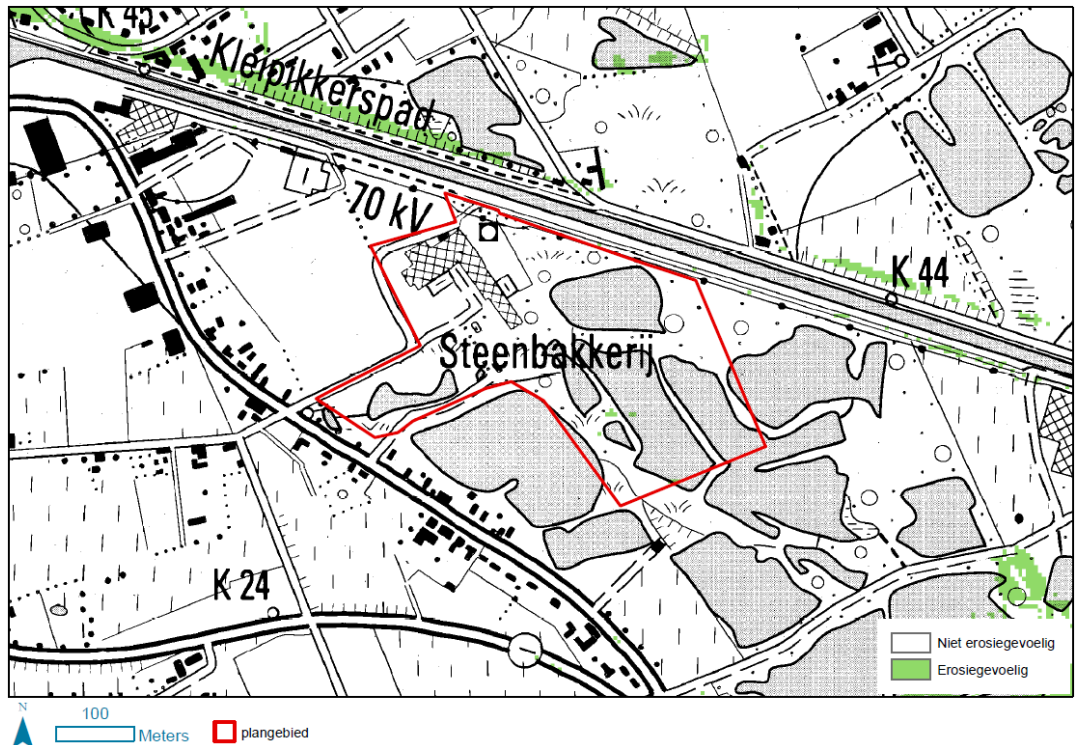 K 45
Kleipikkerspad
70 kV
K 44
Steenbakkerij
K 24
Niet erosiegevoelig
Erosiegevoelig
N
100
Meters
plangebied